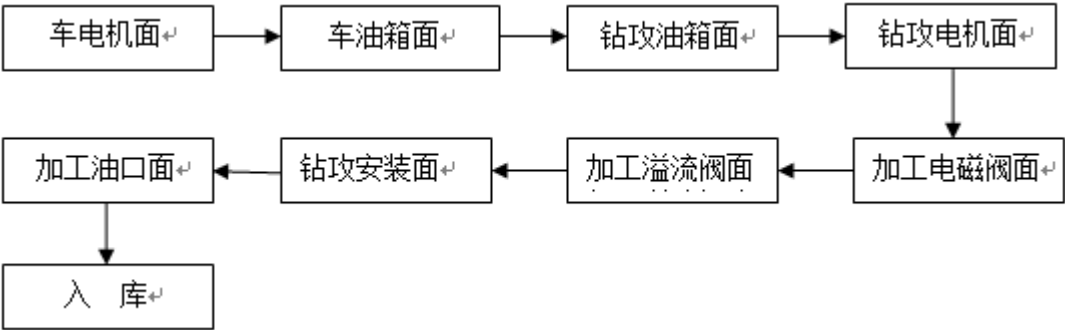 车电机面
车油箱面
钻攻油箱面
钻攻电机面
加工电磁阀面
加工溢流阀面
钻攻安装面
加工油口面
入 库